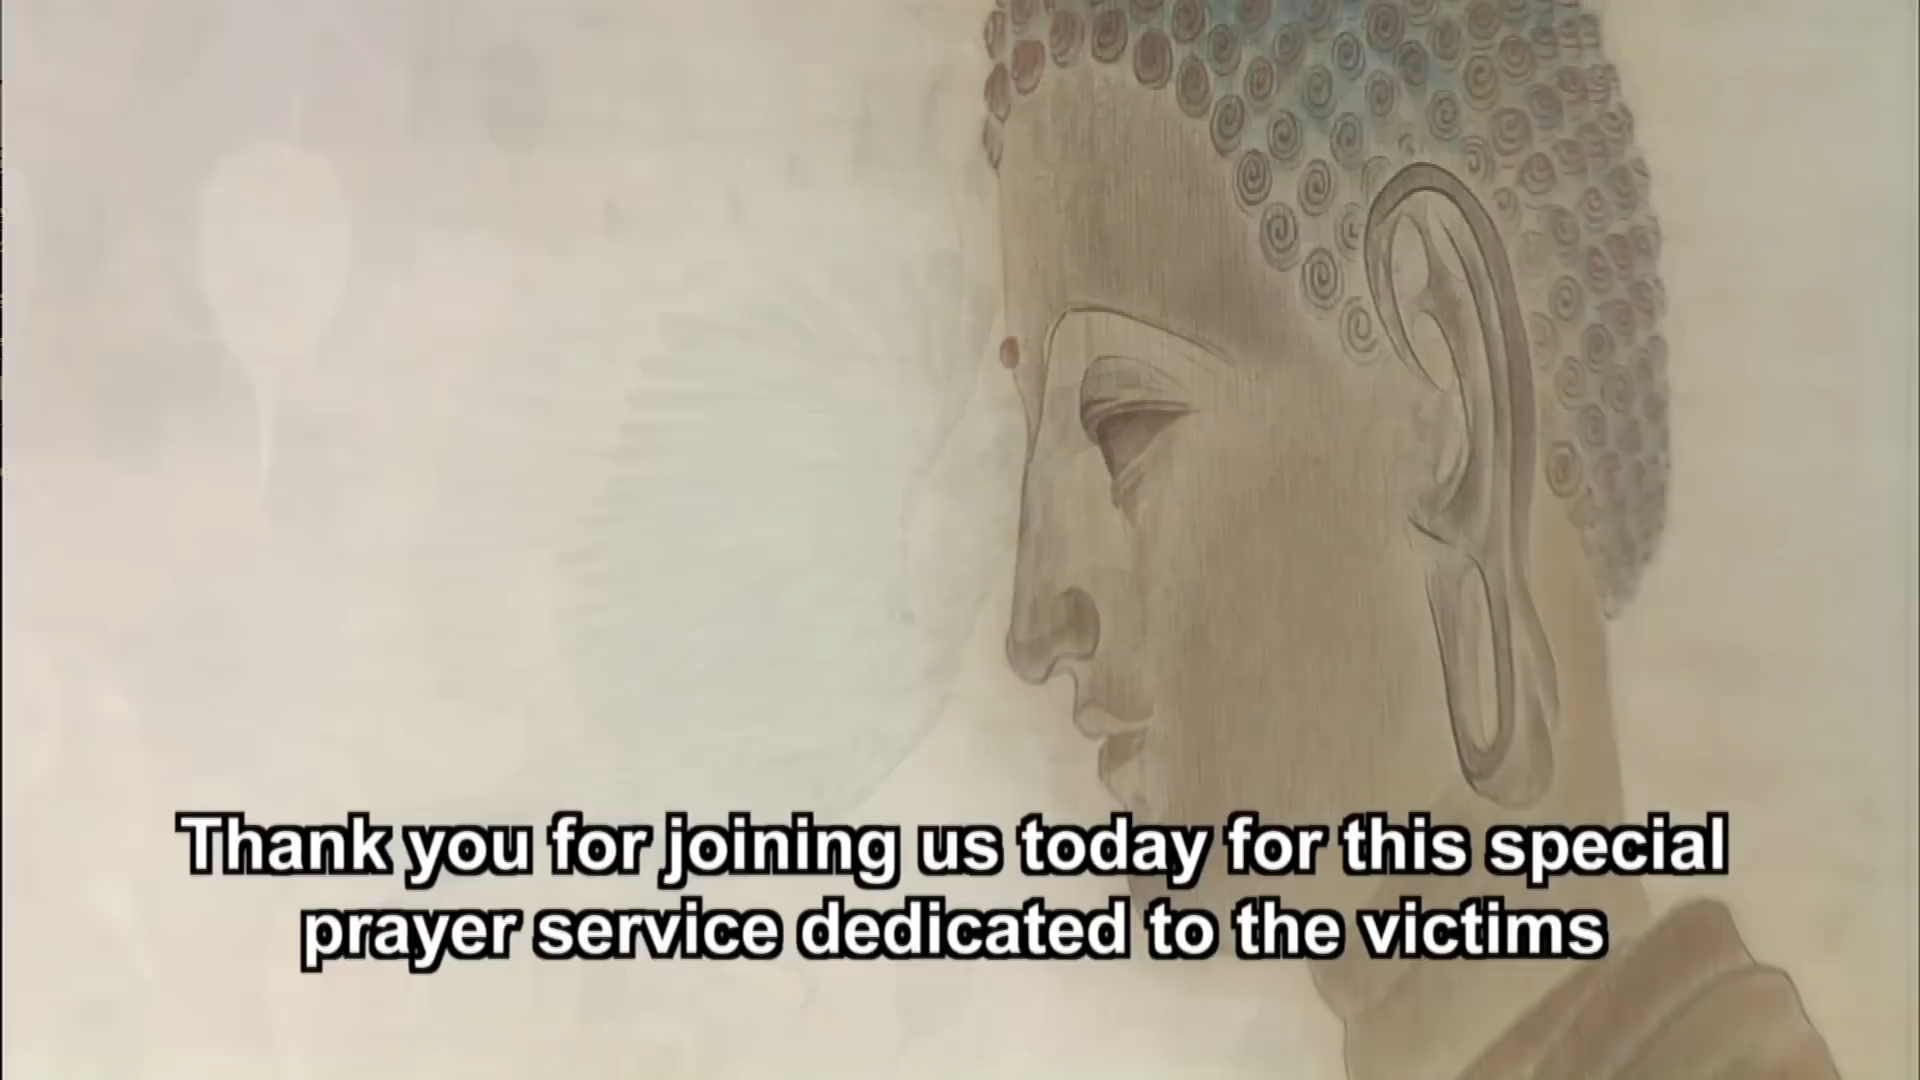 Thank you for joining us today for this special
prayer service dedicated to the victims